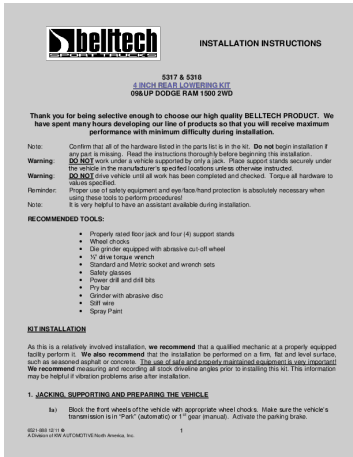 belltech
SPORT TRUCKS
INSTALLATION INSTRUCTIONS
5317 & 5318
4 INCH REAR LOWERING KIT
09&UP DODGE RAM 1500 2WD
Thank you for being selective enough to choose our high quality BELLTECH PRODUCT. We
have spent many hours developing our line of products so that you will receive maximum
performance with minimum difficulty during installation.
Note: Confirm that all of the hardware listed in the parts list is in the kit. Do not begin installation if
any part is missing. Read the instructions thoroughly before beginning this installation.
Warning: DO NOT work under a vehicle supported by only a jack. Place support stands securely under
the vehicle in the manufacturer's specified locations unless otherwise instructed.
Warning: DO NOT drive vehicle until all work has been completed and checked. Torque all hardware to
values specified.
Reminder: Proper use of safety equipment and eye/face/hand protection is absolutely necessary when
using these tools to perform procedures!
Note: It is very helpful to have an assistant available during installation.
RECOMMENDED TOOLS:
• Properly rated floor jack and four (4) support stands
• Wheel chocks
• Die grinder equipped with abrasive cut-off wheel
• ½" drive torque wrench
• Standard and Metric socket and wrench sets
• Safety glasses
• Power drill and drill bits
• Pry bar
• Grinder with abrasive disc
• Stiff wire
• Spray Paint
KIT INSTALLATION
As this is a relatively involved installation, we recommend that a qualified mechanic at a properly equipped
facility perform it. We also recommend that the installation be performed on a firm, flat and level surface,
such as seasoned asphalt or concrete. The use of safe and properly maintained equipment is very important!
We recommend measuring and recording all stock driveline angles prior to installing this kit. This information
may be helpful if vibration problems arise after installation.
1. JACKING, SUPPORTING AND PREPARING THE VEHICLE
1a) Block the front wheels of the vehicle with appropriate wheel chocks. Make sure the vehicle's
transmission is in "Park" (automatic) or 1st gear (manual). Activate the parking brake.
1
A Division of KW AUTOMOTIVE North America, Inc.